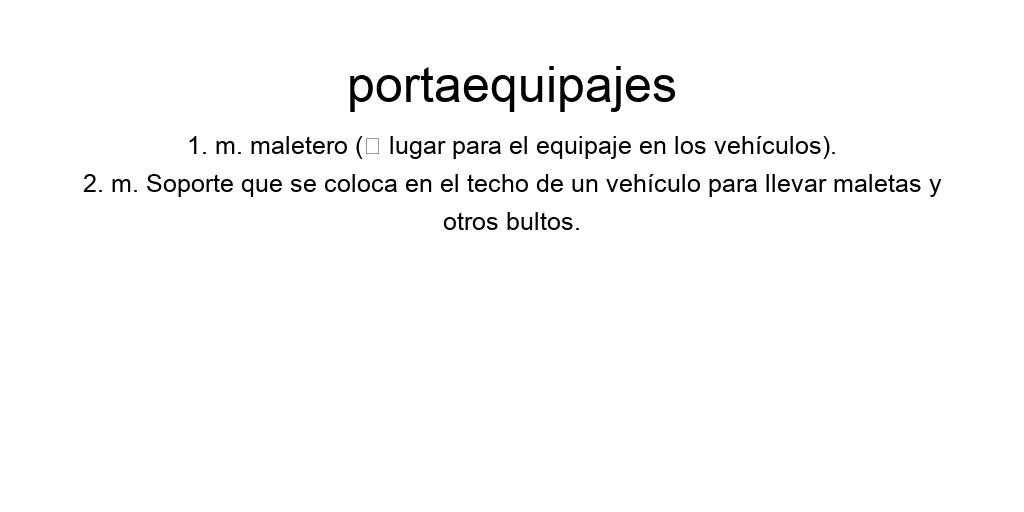 portaequipajes
1. m. maletero (□ lugar para el equipaje en los vehículos).
2. m. Soporte que se coloca en el techo de un vehículo para llevar maletas y
otros bultos.